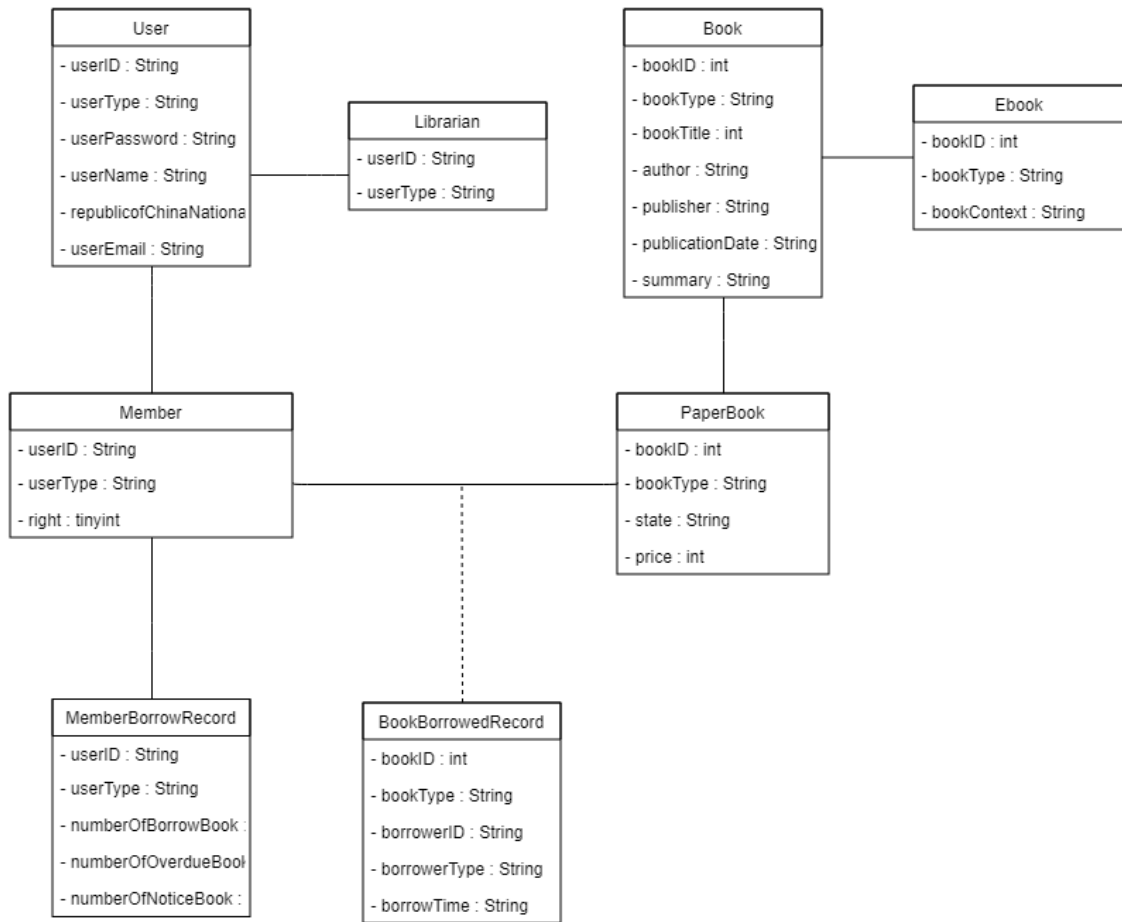 User
- userID : String
- userType : String
- userPassword : String
- userName : String
- republicofChinaNationa
- userEmail : String
Librarian
- userID : String
- userType : String
Book
- bookID : int
- bookType : String
- bookTitle : int
- author : String
- publisher : String
- publicationDate : String
- summary : String
Ebook
- bookID : int
- bookType : String
- bookContext : String
Member
- userID : String
- userType : String
- right : tinyint
PaperBook
- bookID : int
- bookType : String
- state : String
- price : int
MemberBorrowRecord
- userID : String
- userType : String
- numberOfBorrowBook :
- numberOfOverdueBook
- numberOfNoticeBook :
BookBorrowedRecord
- bookID : int
- bookType : String
- borrowerID : String
- borrowerType : String
- borrowTime : String